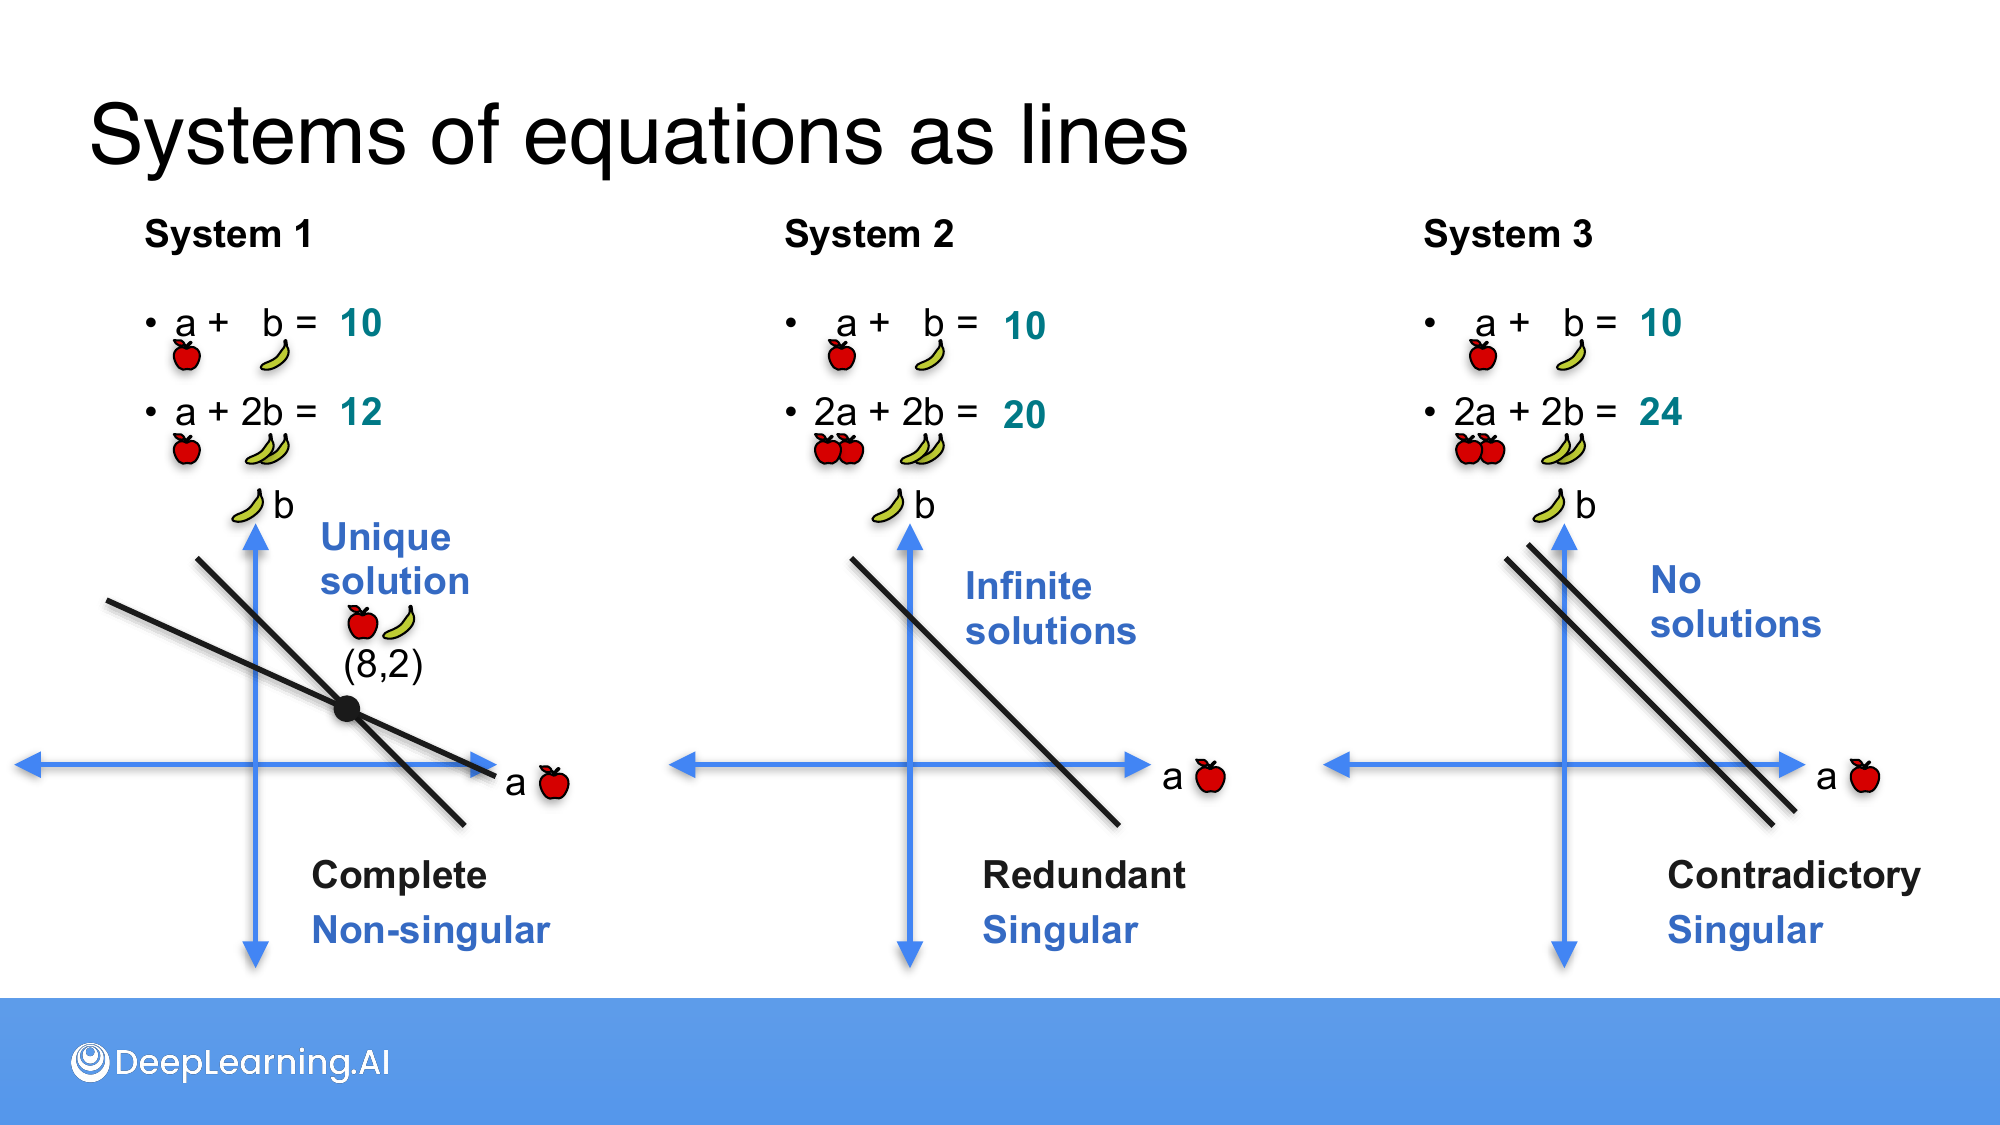 Systems of equations as lines
System 1
• a + b = 10
• a + 2b = 12
b
Unique
solution
(8,2)
a
Complete
Non-singular
System 2
• a + b = 10
• 2a + 2b = 20
b
Infinite
solutions
a
Redundant
Singular
System 3
• a + b = 10
• 2a + 2b = 24
b
No
solutions
a
Contradictory
Singular
DeepLearning.AI